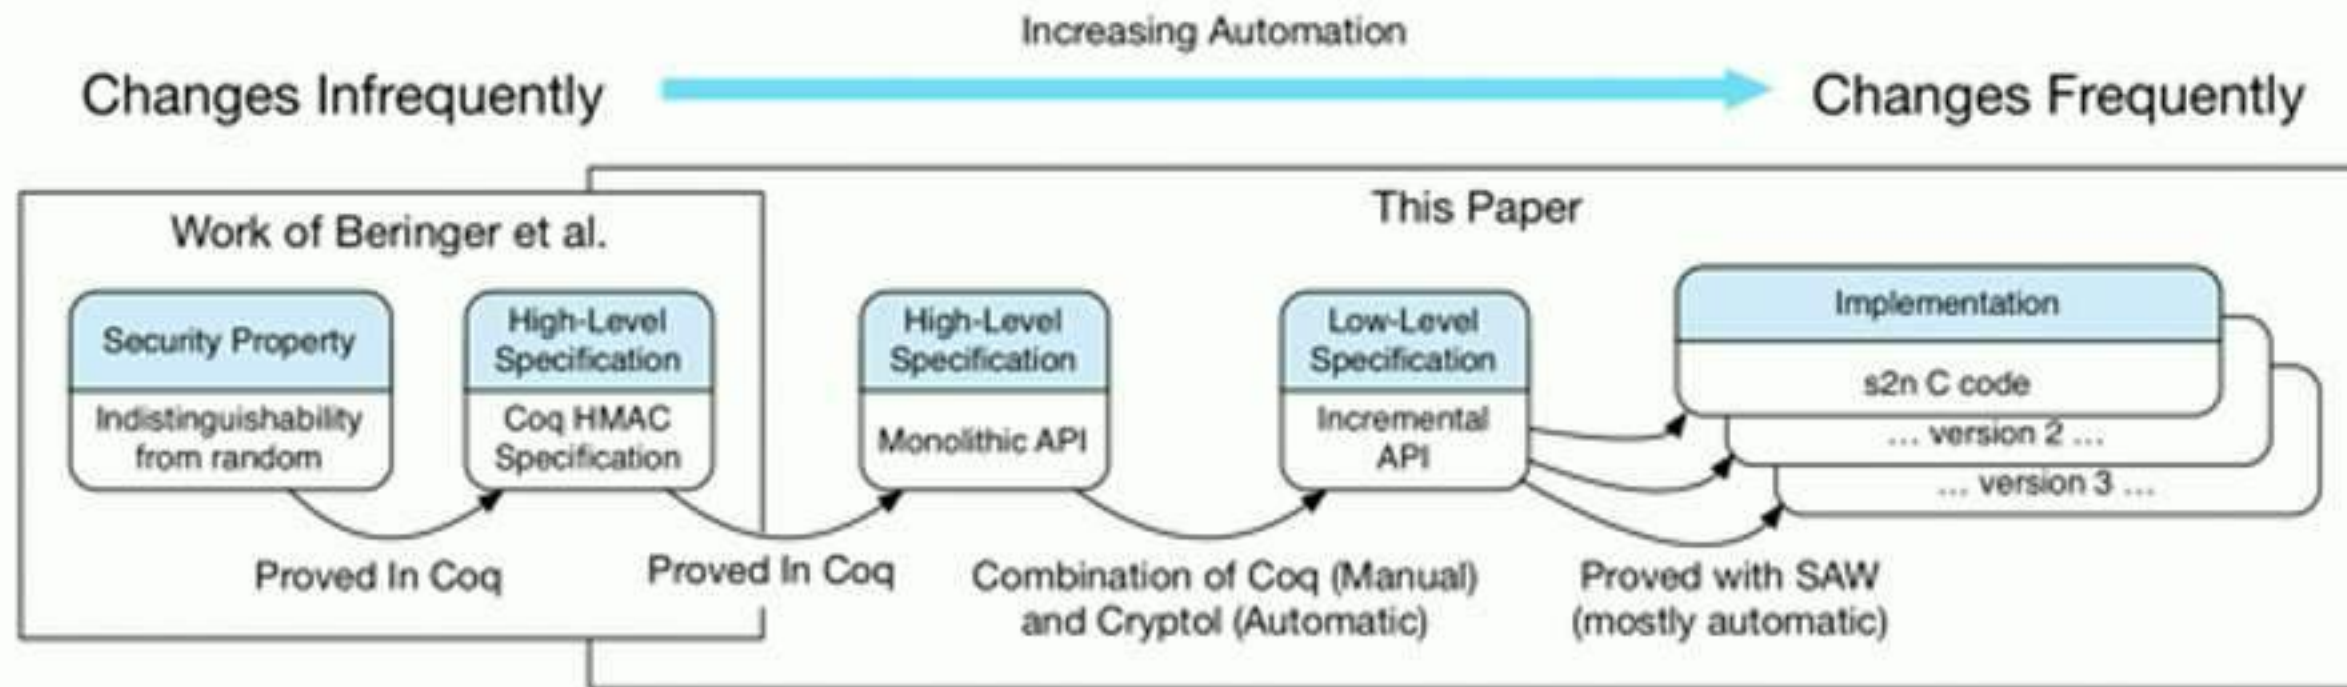 Increasing Automation
Changes Infrequently
Changes Frequently
Work of Beringer et al.
This Paper
Security Property
Indistinguishability
from random
High-Level
Specification
Coq HMAC
Specification
High-Level
Specification
Monolithic API
Low-Level
Specification
Incremental
API
Implementation
s2n C code
... version 2 ...
... version 3 ...
Proved In Coq
Proved In Coq
Combination of Coq (Manual)
and Cryptol (Automatic)
Proved with SAW
(mostly automatic)